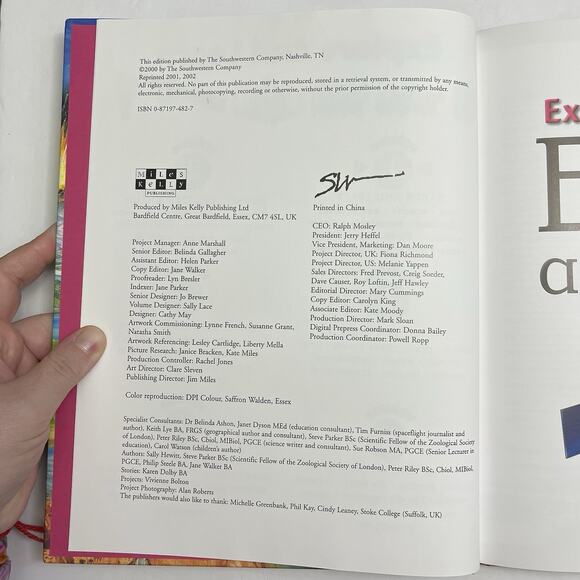 This edition published by The Southwestern Company, Nashville, TN
©2000 by The Southwestern Company
Reprinted 2001, 2002
All rights reserved. No part of this publication may be reproduced, stored in a retrieval system, or transmitted by any means,
electronic, mechanical, photocopying, recording or otherwise, without the prior permission of the copyright holder.
ISBN 0-87197-482-7
Miles
Kelly
PUBLISHING
Produced by Miles Kelly Publishing Ltd
Bardfield Centre, Great Bardfield, Essex, CM7 4SL, UK
Project Manager: Anne Marshall
Senior Editor: Belinda Gallagher
Assistant Editor: Helen Parker
Copy Editor: Jane Walker
Proofreader: Lyn Bresler
Indexer: Jane Parker
Senior Designer: Jo Brewer
Volume Designer: Sally Lace
Designer: Cathy May
Artwork Commissioning: Lynne French, Susanne Grant,
Natasha Smith
Artwork Referencing: Lesley Cartlidge, Liberty Mella
Picture Research: Janice Bracken, Kate Miles
Production Controller: Rachel Jones
Art Director: Clare Sleven
Publishing Director: Jim Miles
Color reproduction: DPI Colour, Saffron Walden, Essex
SW
Printed in China
CEO: Ralph Mosley
President: Jerry Heffel
Vice President, Marketing: Dan Moore
Project Director, UK: Fiona Richmond
Project Director, US: Melanie Yappen
Sales Directors: Fred Prevost, Craig Soeder,
Dave Causer, Roy Loftin, Jeff Hawley
Editorial Director: Mary Cummings
Copy Editor: Carolyn King
Associate Editor: Kate Moody
Production Director: Mark Sloan
Digital Prepress Coordinator: Donna Bailey
Production Coordinator: Powell Ropp
Specialist Consultants: Dr Belinda Ashon, Janet Dyson MEd (education consultant), Tim Furniss (spaceflight journalist and
author), Keith Lye BA, FRGS (geographical author and consultant), Steve Parker BSc (Scientific Fellow of the Zoological Society
of London), Peter Riley BSc, Cbiol, MIBiol, PGCE (science writer and consultant), Sue Robson MA, PGCE (Senior Lecturer in
education), Carol Watson (children's author)
Authors: Sally Hewitt, Steve Parker BSc (Scientific Fellow of the Zoological Society of London), Peter Riley BSc, Cbiol, MIBiol,
PGCE, Philip Steele BA, Jane Walker BA
Stories: Karen Dolby BA
Projects: Vivienne Bolton
Project Photography: Alan Roberts
The publishers would also like to thank: Michelle Greenbank, Phil Kay, Cindy Leaney, Stoke College (Suffolk, UK)
Ex
E
a